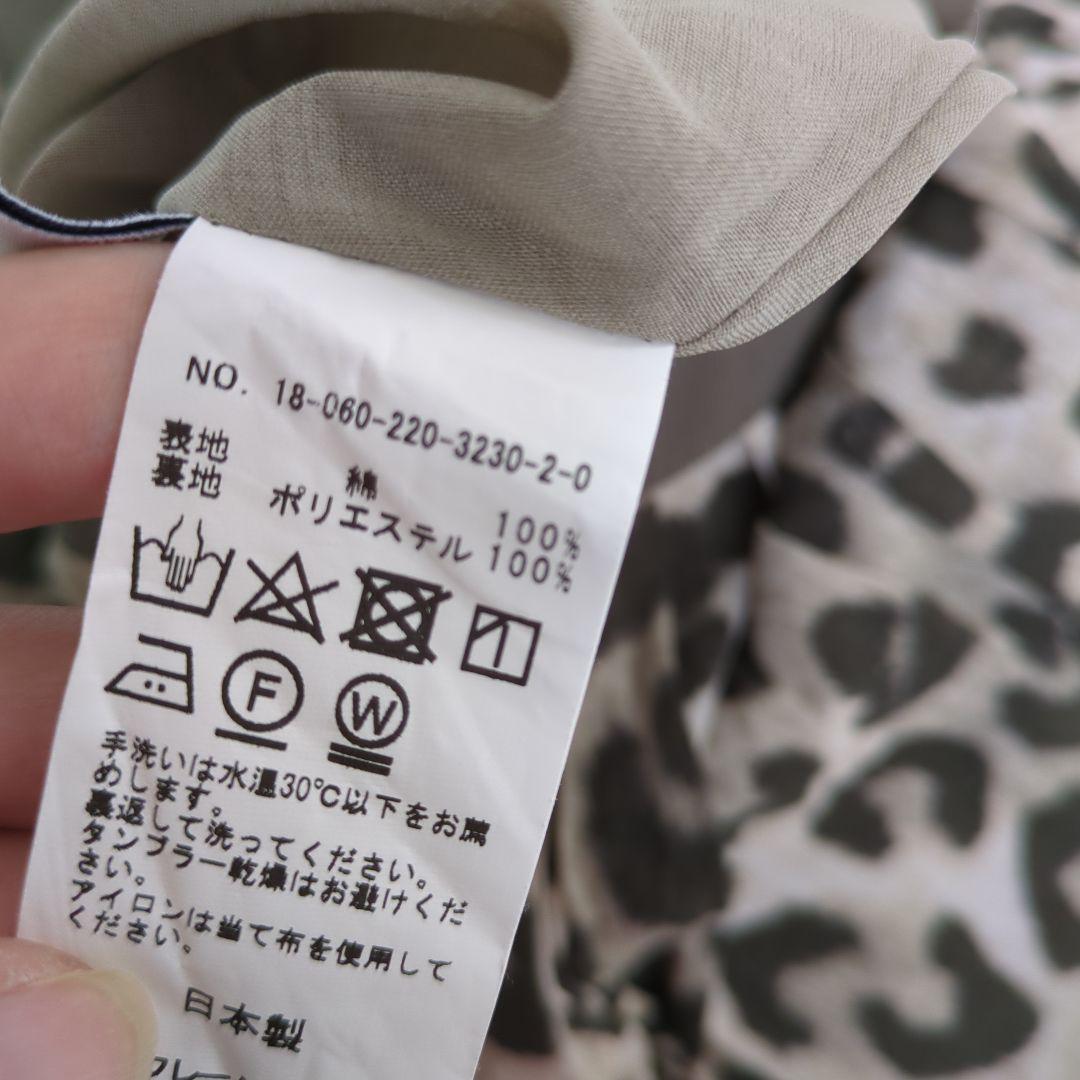 NO. 18-060-220-3230-2-0
表地 綿 100%
裏地 ポリエステル 100%
F W
手洗いは水温30℃以下をお薦
めします。
裏返して洗ってください。
タンブラー乾燥はお避けくだ
さい。
アイロンは当て布を使用して
ください。
日本製